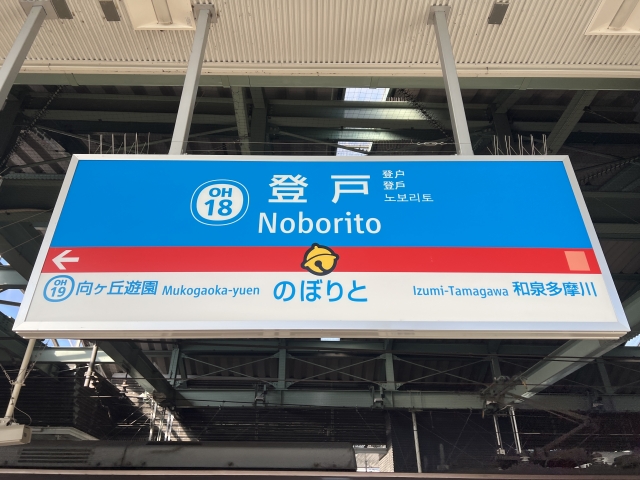 OH
18
登戸
登户
登戶
노보리토
Noborito
OH
19
向ヶ丘遊園 Mukogaoka-yuen
のぼりと
Izumi-Tamagawa 和泉多摩川